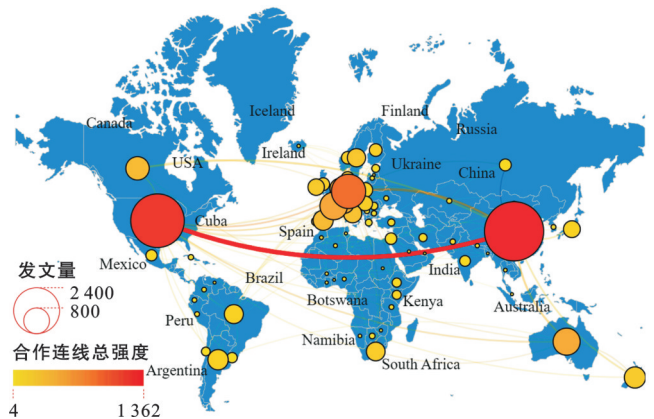 Iceland
Finland
Canada
Russia
Ireland
USA
Ukraine
China
Cuba
Spain
Mexico
India
发文量
2 400
800
Brazil
Botswana
Kenya
Australia
Peru
Namibia
合作连线总强度
Argentina
South Africa
4
1 362